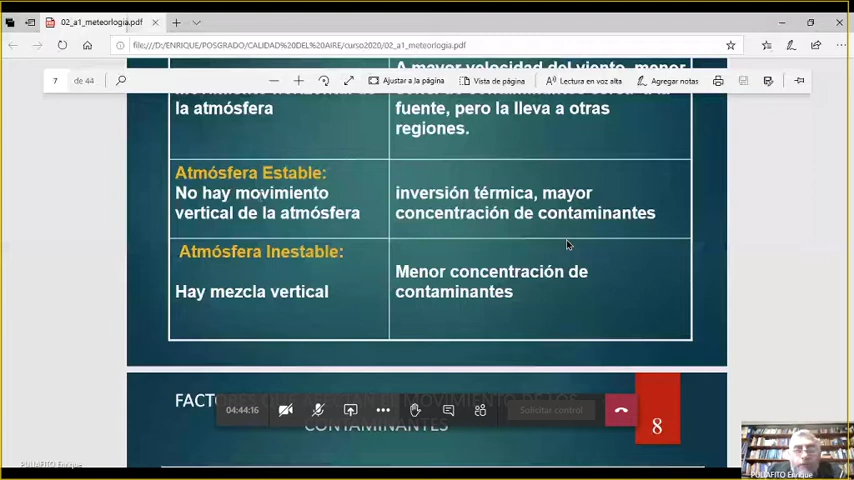 02_a1_meteorlogia.pdf
file:///D:/ENRIQUE/POSGRADO/CALIDAD%20DEL%20AIRE/curso2020/02_a1_meteorlogia.pdf
7 de 44
Ajustar a la página
Vista de página
Lectura en voz alta
Agregar notas
A mayor velocidad del viento, menor
la atmósfera
fuente, pero la lleva a otras
regiones.
Atmósfera Estable:
No hay movimiento
vertical de la atmósfera
inversión térmica, mayor
concentración de contaminantes
Atmósfera Inestable:
Hay mezcla vertical
Menor concentración de
contaminantes
FACTORES QUE AFECTAN EL MOVIMIENTO DE LOS
CONTAMINANTES
8
04:44:16
Solicitar control
PULIAFITO Enrique
PULIAFITO Enrique